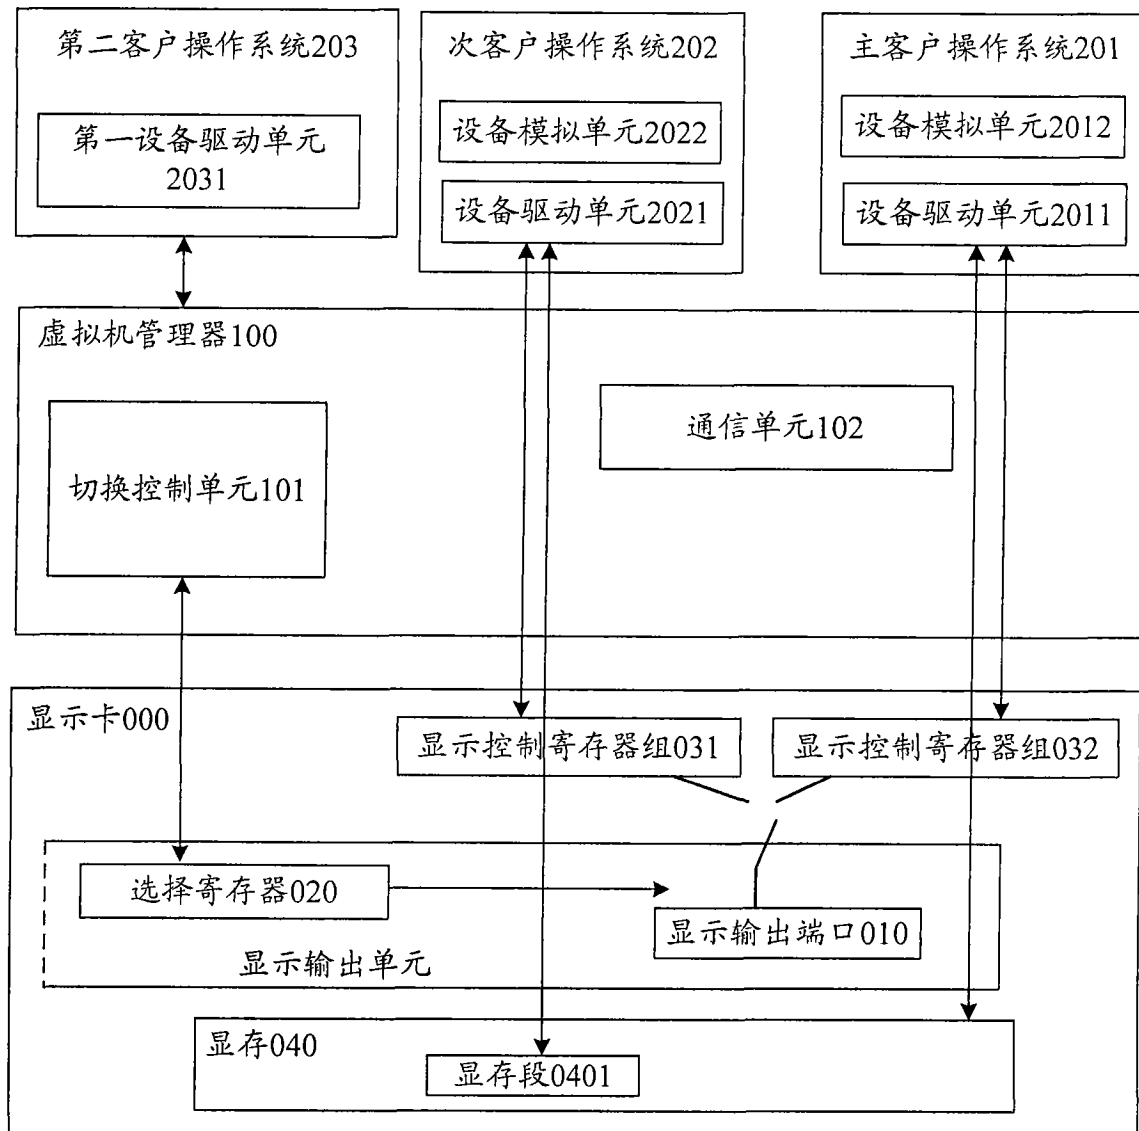 第二客户操作系统203
次客户操作系统202
主客户操作系统201
第一设备驱动单元
2031
设备模拟单元2022
设备驱动单元2021
设备模拟单元2012
设备驱动单元2011
虚拟机管理器100
切换控制单元101
通信单元102
显示卡000
显示控制寄存器组031
显示控制寄存器组032
选择寄存器020
显示输出端口010
显示输出单元
显存040
显存段0401